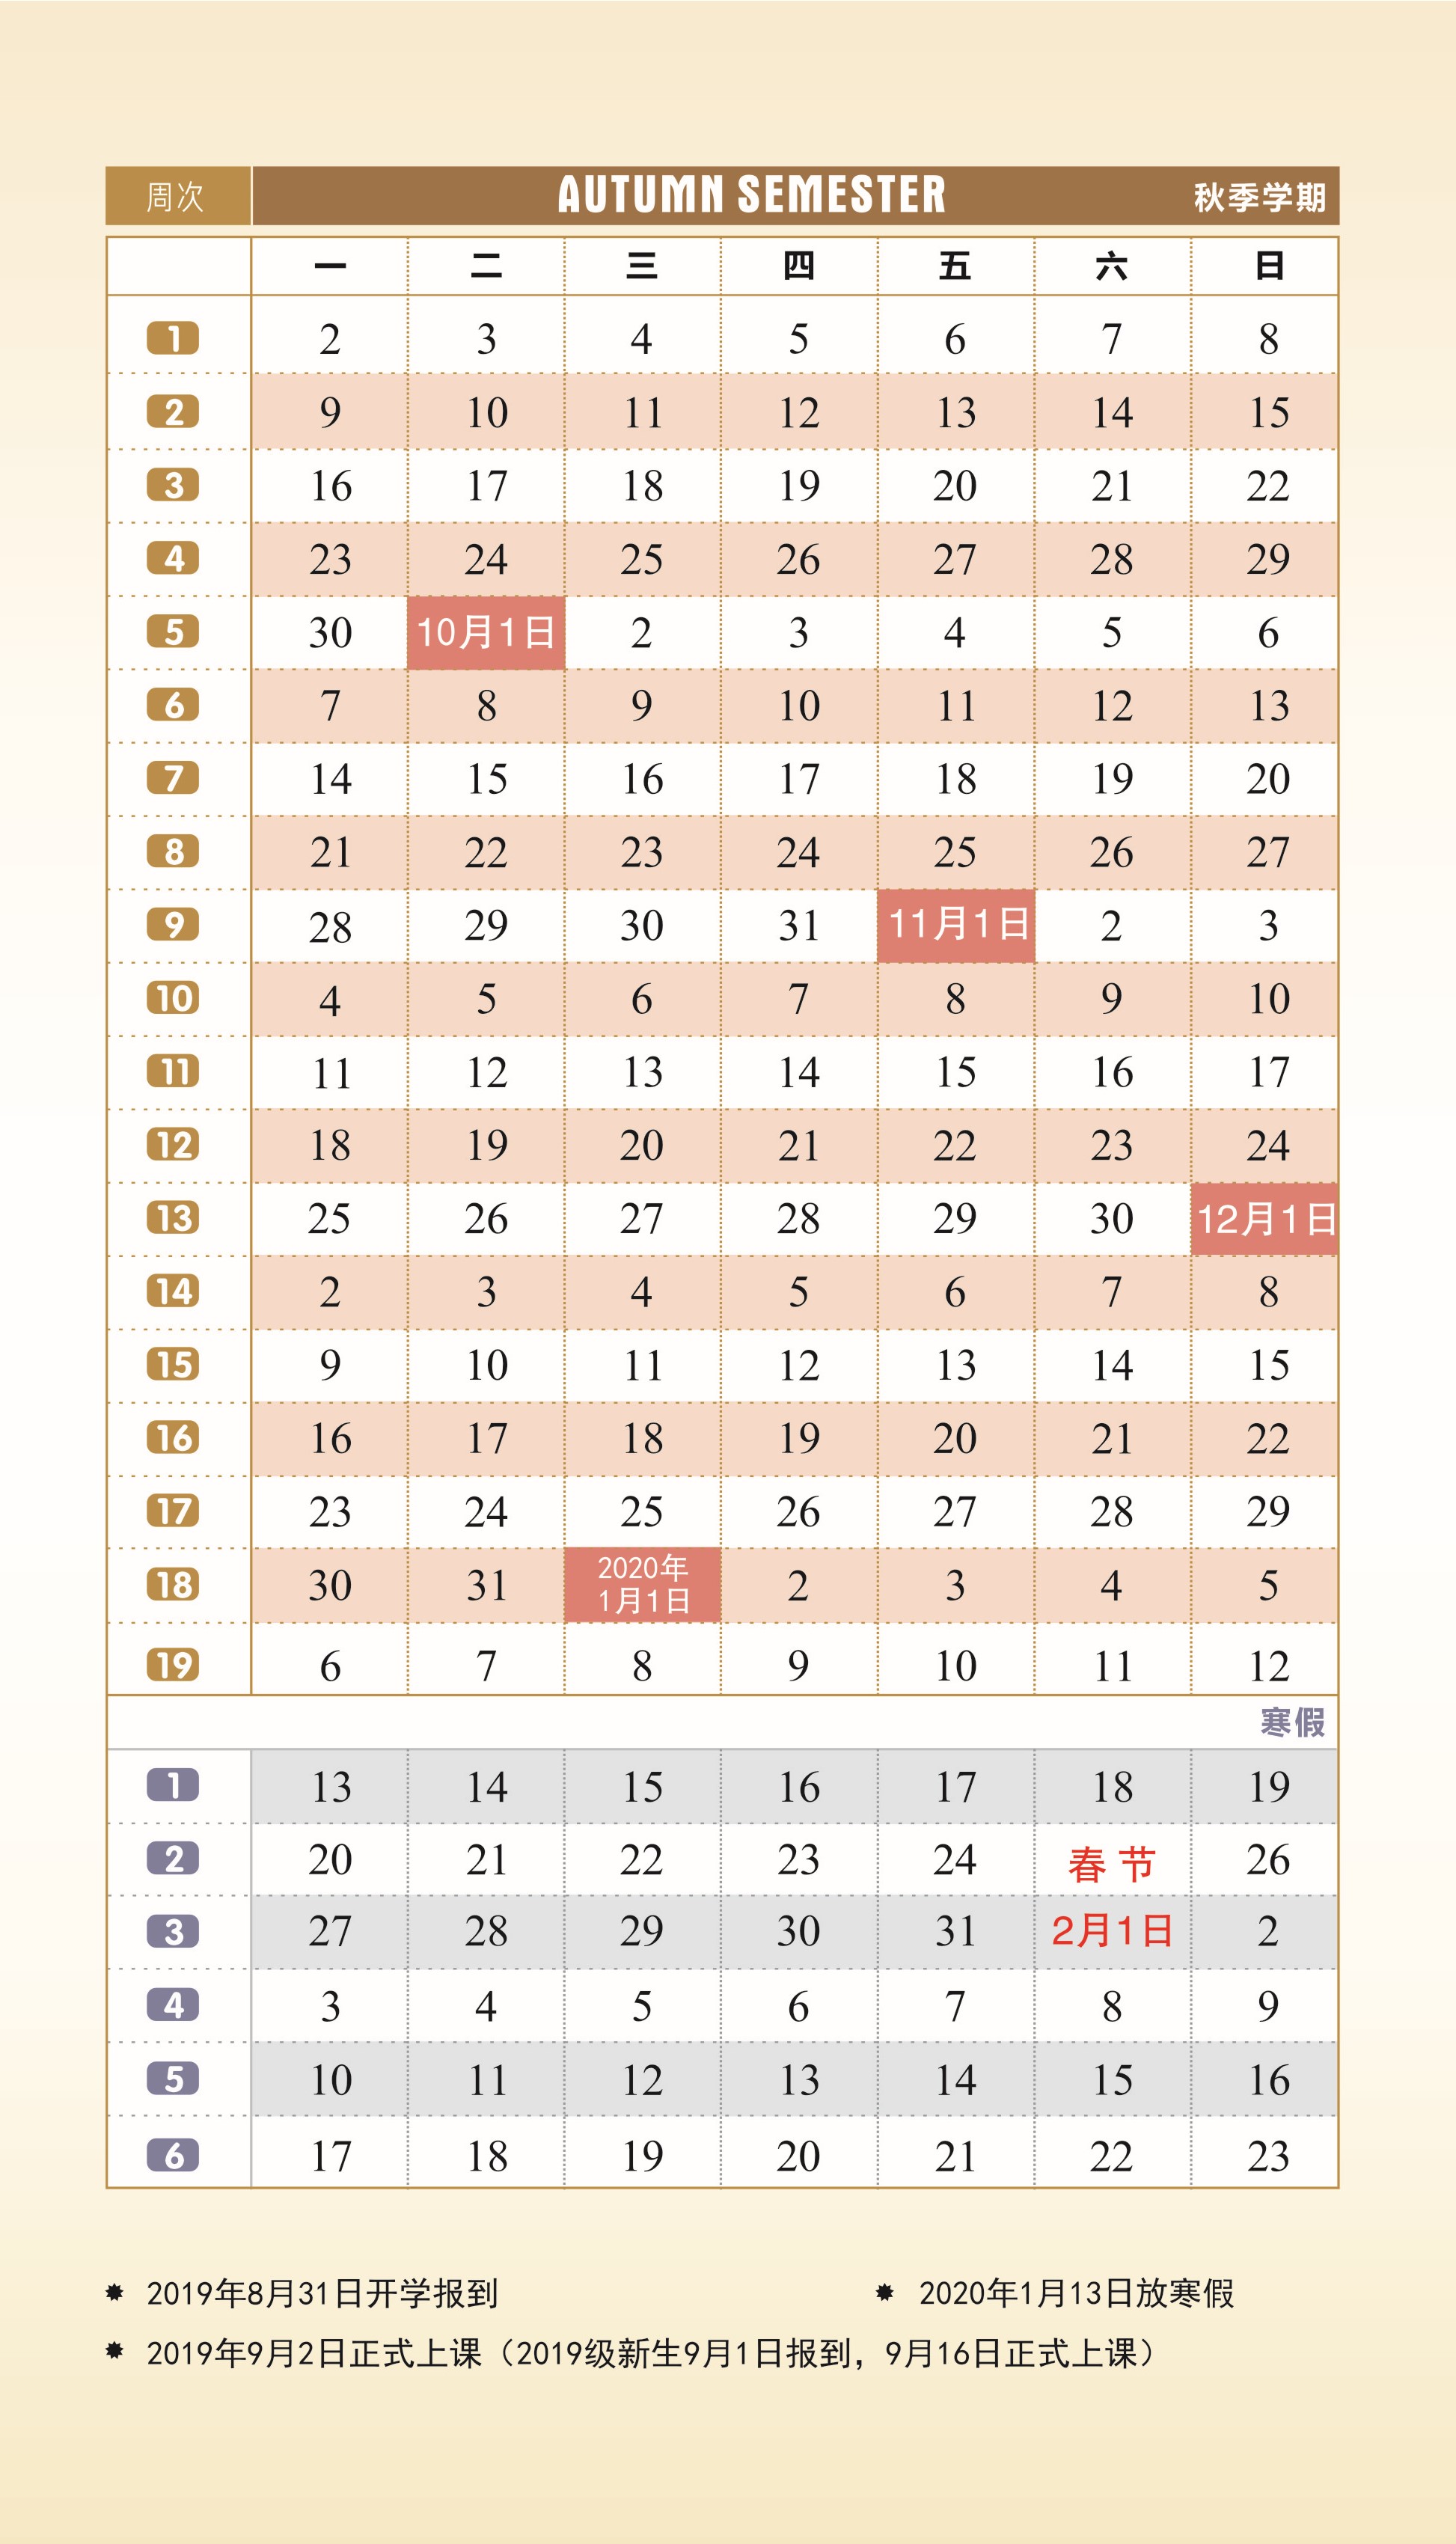 周次 AUTUMN SEMESTER 秋季学期
一 二 三 四 五 六 日
1 2 3 4 5 6 7 8
2 9 10 11 12 13 14 15
3 16 17 18 19 20 21 22
4 23 24 25 26 27 28 29
5 30 10月1日 2 3 4 5 6
6 7 8 9 10 11 12 13
7 14 15 16 17 18 19 20
8 21 22 23 24 25 26 27
9 28 29 30 31 11月1日 2 3
10 4 5 6 7 8 9 10
11 11 12 13 14 15 16 17
12 18 19 20 21 22 23 24
13 25 26 27 28 29 30 12月1日
14 2 3 4 5 6 7 8
15 9 10 11 12 13 14 15
16 16 17 18 19 20 21 22
17 23 24 25 26 27 28 29
18 30 31 2020年1月1日 2 3 4 5
19 6 7 8 9 10 11 12
寒假
1 13 14 15 16 17 18 19
2 20 21 22 23 24 春节 26
3 27 28 29 30 31 2月1日 2
4 3 4 5 6 7 8 9
5 10 11 12 13 14 15 16
6 17 18 19 20 21 22 23
2019年8月31日开学报到 2020年1月13日放寒假
2019年9月2日正式上课（2019级新生9月1日报到，9月16日正式上课）